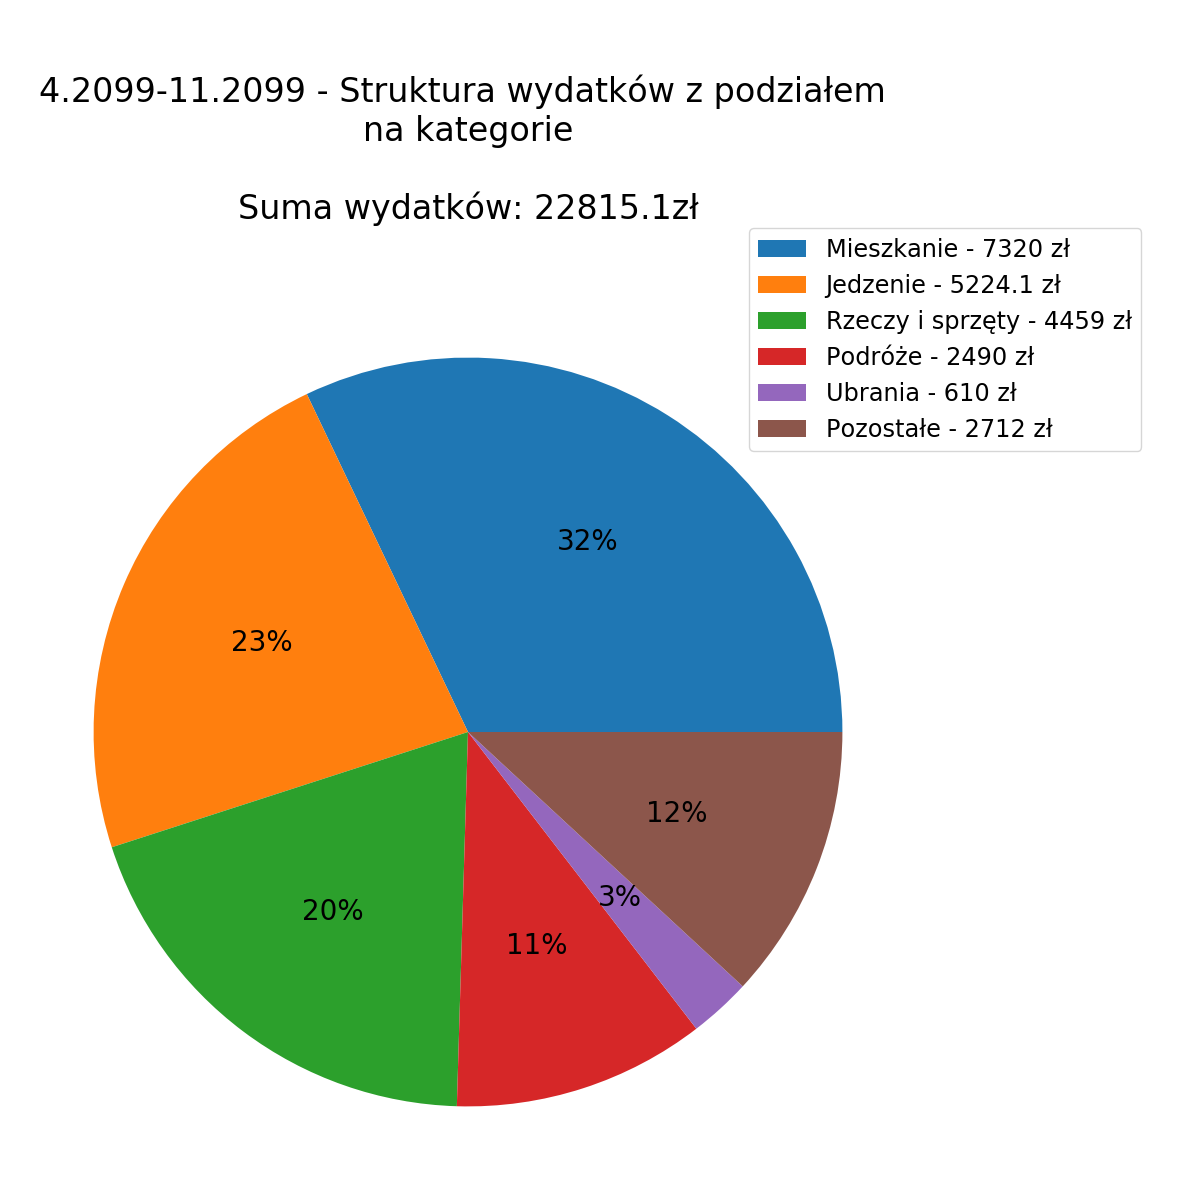 4.2099-11.2099 - Struktura wydatków z podziałem
na kategorie
Suma wydatków: 22815.1zł
Mieszkanie - 7320 zł
Jedzenie - 5224.1 zł
Rzeczy i sprzęty - 4459 zł
Podróże - 2490 zł
Ubrania - 610 zł
Pozostałe - 2712 zł
32%
23%
20%
11%
3%
12%